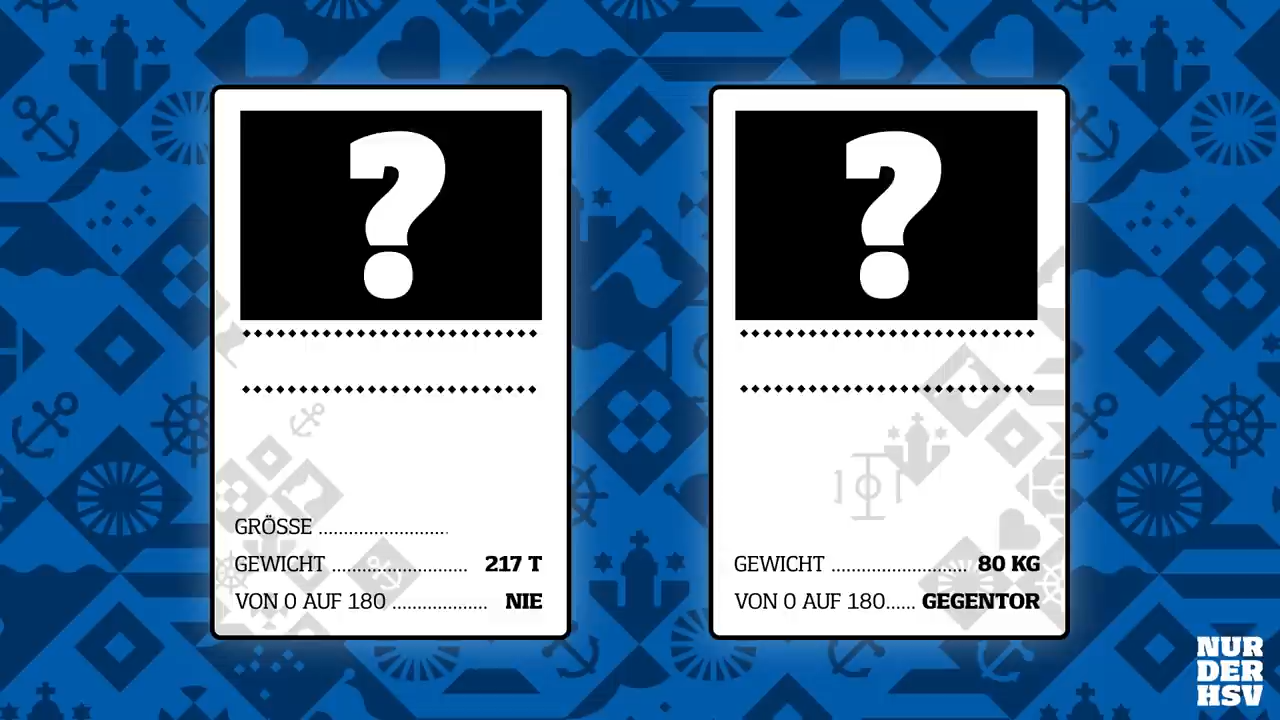 ?
GRÖSSE ........................
GEWICHT ......................... 217 T
VON 0 AUF 180 ................... NIE
?
GEWICHT ......................... 80 KG
VON 0 AUF 180...... GEGENTOR
NUR
DER
HSV